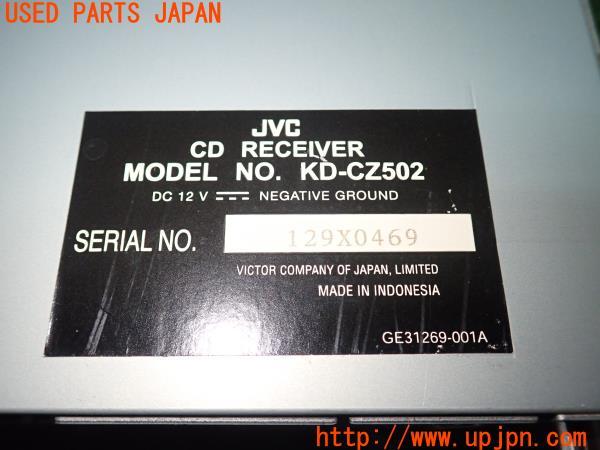 USED PARTS JAPAN
JVC
CD RECEIVER
MODEL NO. KD-CZ502
DC 12 V ⎓ NEGATIVE GROUND
SERIAL NO. 129X0469
VICTOR COMPANY OF JAPAN, LIMITED
MADE IN INDONESIA
GE31269-001A
http://www.upjpn.com